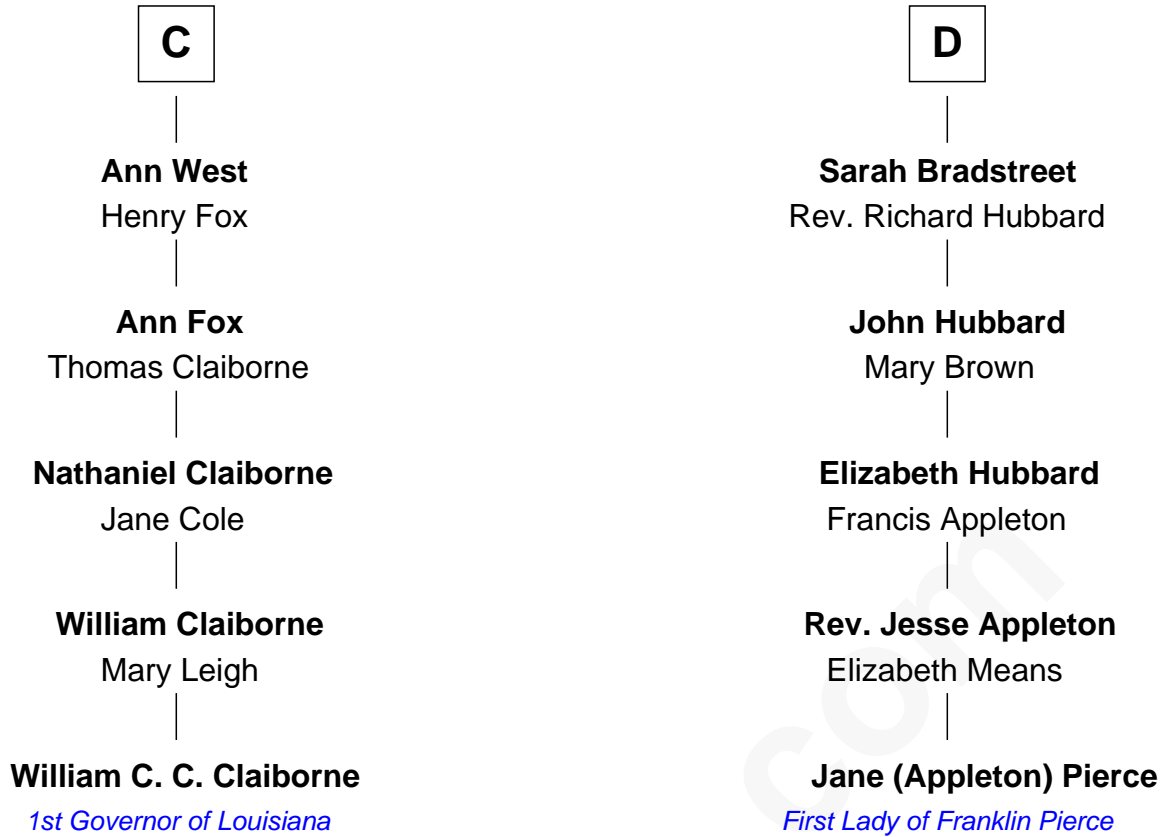 C
Ann West
Henry Fox
Ann Fox
Thomas Claiborne
Nathaniel Claiborne
Jane Cole
William Claiborne
Mary Leigh
William C. C. Claiborne
1st Governor of Louisiana
D
Sarah Bradstreet
Rev. Richard Hubbard
John Hubbard
Mary Brown
Elizabeth Hubbard
Francis Appleton
Rev. Jesse Appleton
Elizabeth Means
Jane (Appleton) Pierce
First Lady of Franklin Pierce
com